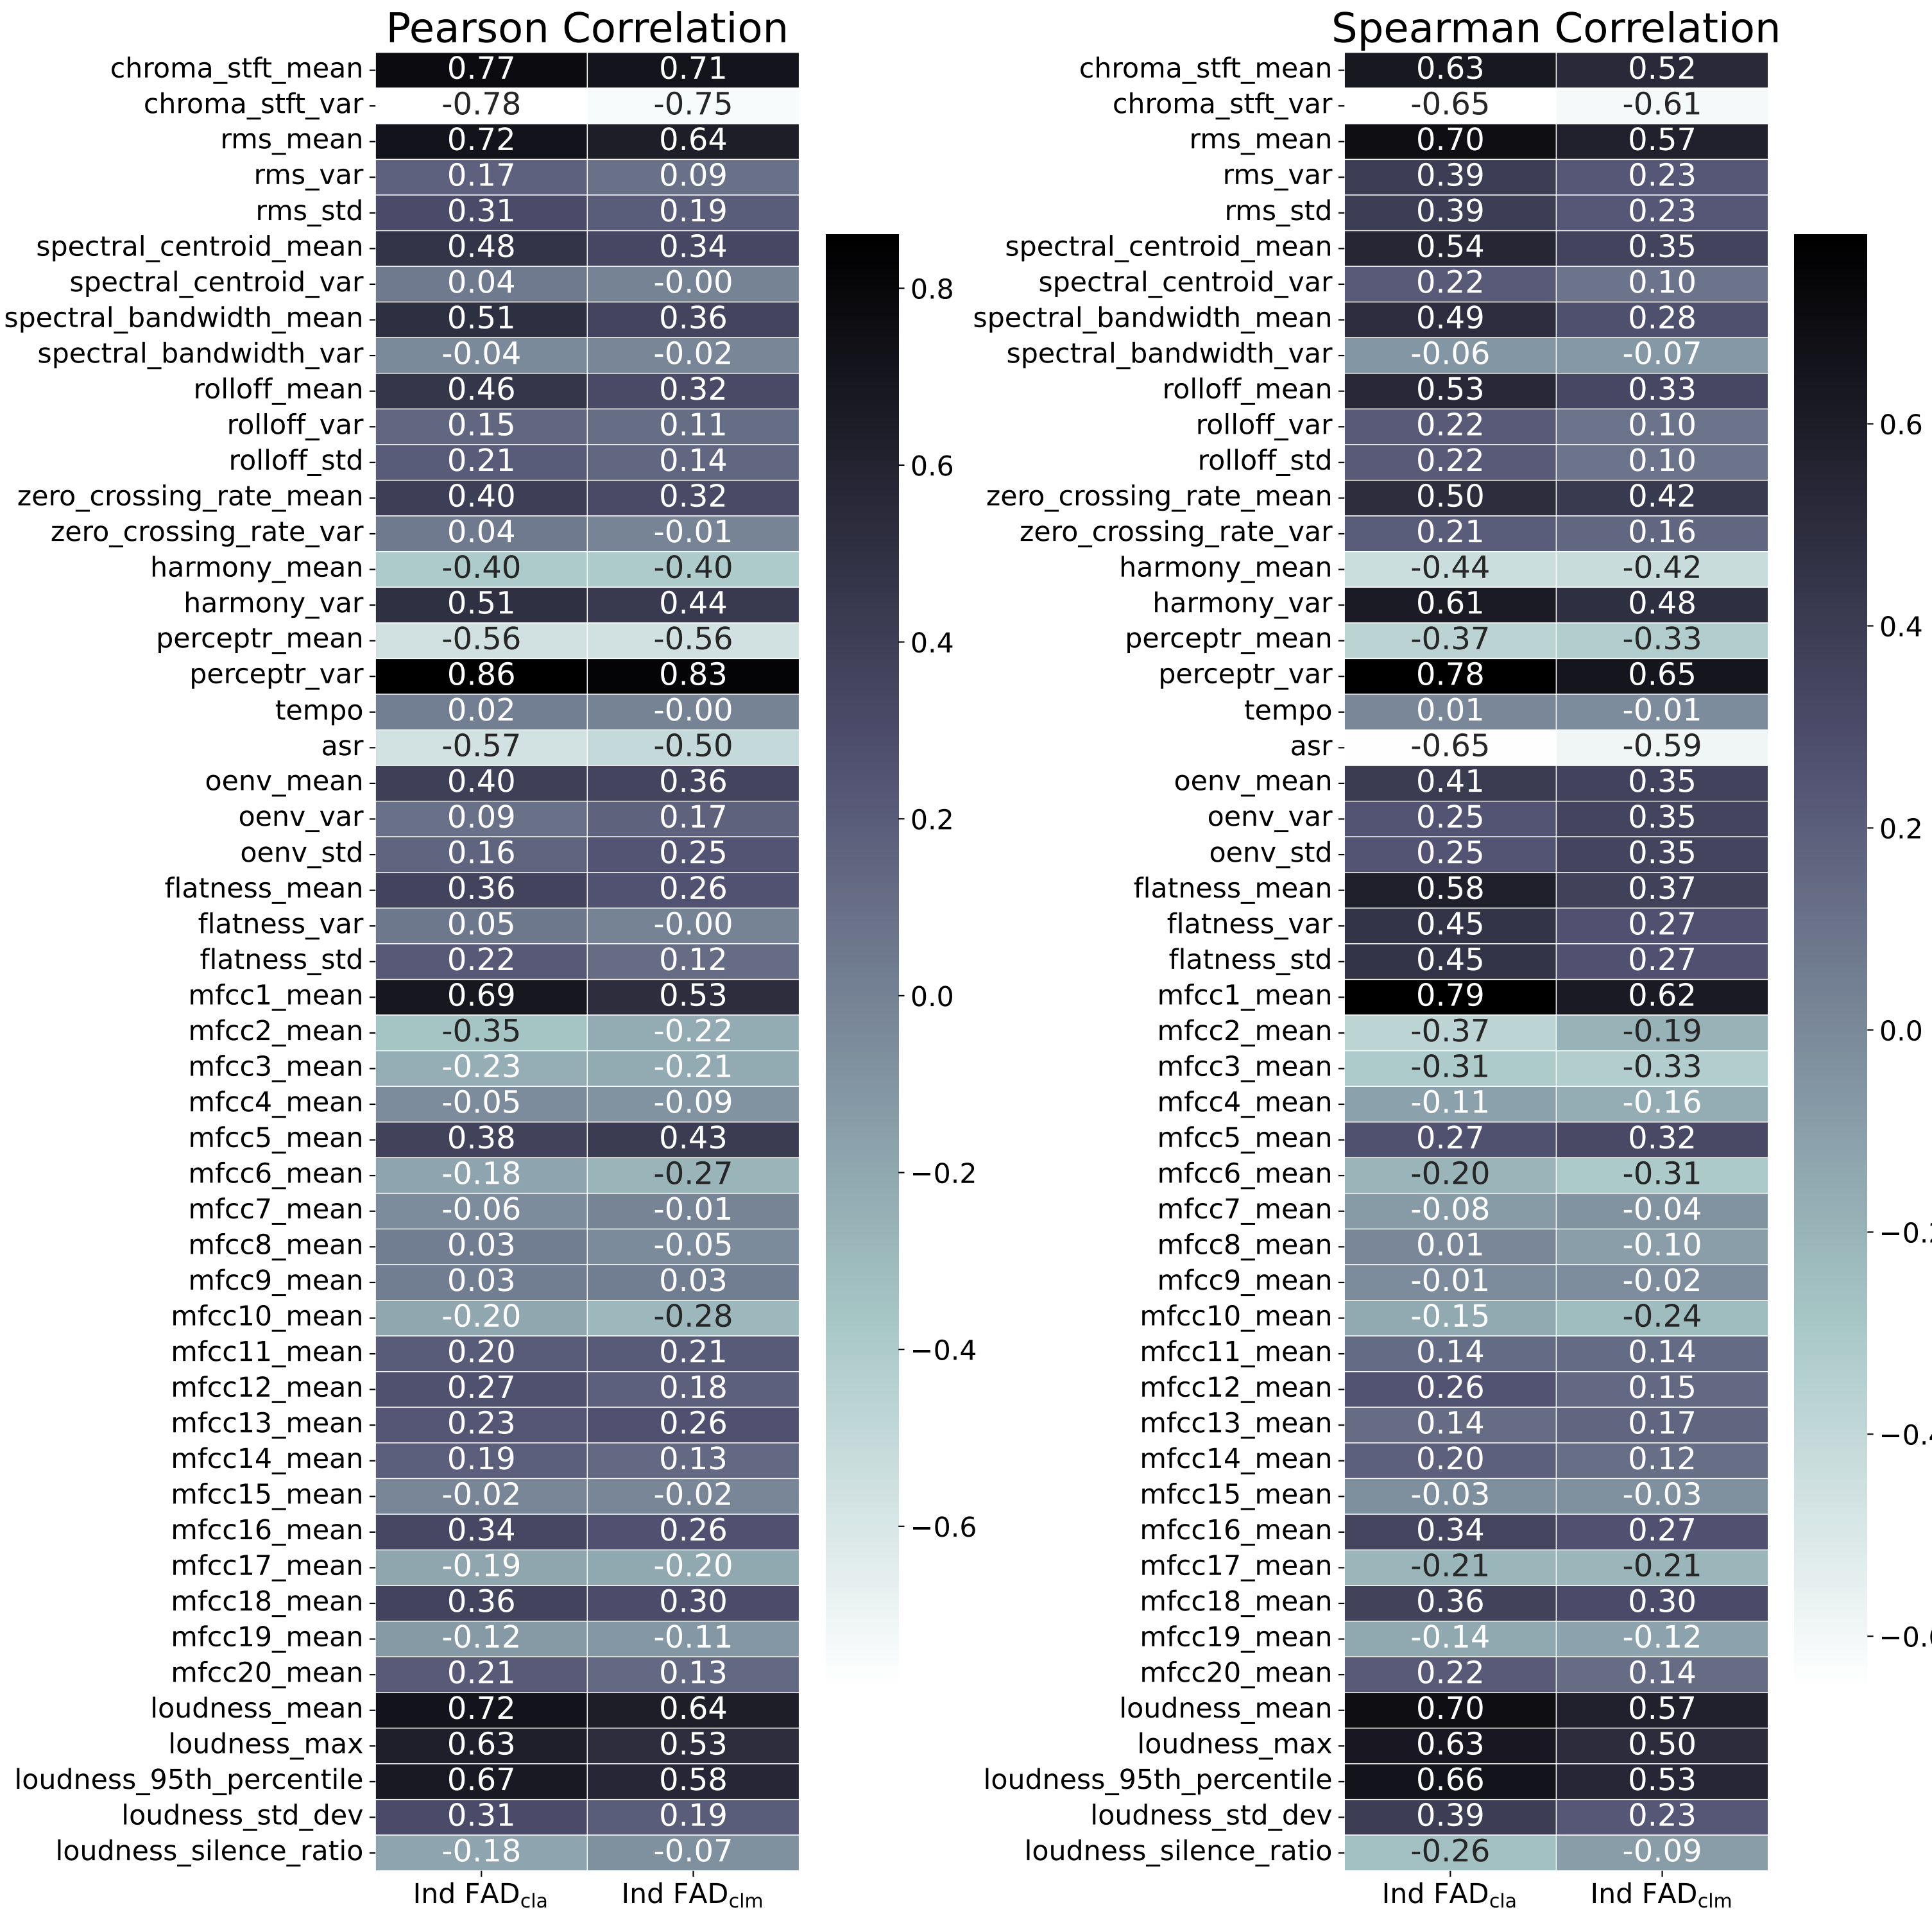 Pearson Correlation
chroma_stft_mean 0.77 0.71
chroma_stft_var -0.78 -0.75
rms_mean 0.72 0.64
rms_var 0.17 0.09
rms_std 0.31 0.19
spectral_centroid_mean 0.48 0.34
spectral_centroid_var 0.04 -0.00
spectral_bandwidth_mean 0.51 0.36
spectral_bandwidth_var -0.04 -0.02
rolloff_mean 0.46 0.32
rolloff_var 0.15 0.11
rolloff_std 0.21 0.14
zero_crossing_rate_mean 0.40 0.32
zero_crossing_rate_var 0.04 -0.01
harmony_mean -0.40 -0.40
harmony_var 0.51 0.44
perceptr_mean -0.56 -0.56
perceptr_var 0.86 0.83
tempo 0.02 -0.00
asr -0.57 -0.50
oenv_mean 0.40 0.36
oenv_var 0.09 0.17
oenv_std 0.16 0.25
flatness_mean 0.36 0.26
flatness_var 0.05 -0.00
flatness_std 0.22 0.12
mfcc1_mean 0.69 0.53
mfcc2_mean -0.35 -0.22
mfcc3_mean -0.23 -0.21
mfcc4_mean -0.05 -0.09
mfcc5_mean 0.38 0.43
mfcc6_mean -0.18 -0.27
mfcc7_mean -0.06 -0.01
mfcc8_mean 0.03 -0.05
mfcc9_mean 0.03 0.03
mfcc10_mean -0.20 -0.28
mfcc11_mean 0.20 0.21
mfcc12_mean 0.27 0.18
mfcc13_mean 0.23 0.26
mfcc14_mean 0.19 0.13
mfcc15_mean -0.02 -0.02
mfcc16_mean 0.34 0.26
mfcc17_mean -0.19 -0.20
mfcc18_mean 0.36 0.30
mfcc19_mean -0.12 -0.11
mfcc20_mean 0.21 0.13
loudness_mean 0.72 0.64
loudness_max 0.63 0.53
loudness_95th_percentile 0.67 0.58
loudness_std_dev 0.31 0.19
loudness_silence_ratio -0.18 -0.07
Ind FADcla Ind FADclm
0.8
0.6
0.4
0.2
0.0
−0.2
−0.4
−0.6
Spearman Correlation
chroma_stft_mean 0.63 0.52
chroma_stft_var -0.65 -0.61
rms_mean 0.70 0.57
rms_var 0.39 0.23
rms_std 0.39 0.23
spectral_centroid_mean 0.54 0.35
spectral_centroid_var 0.22 0.10
spectral_bandwidth_mean 0.49 0.28
spectral_bandwidth_var -0.06 -0.07
rolloff_mean 0.53 0.33
rolloff_var 0.22 0.10
rolloff_std 0.22 0.10
zero_crossing_rate_mean 0.50 0.42
zero_crossing_rate_var 0.21 0.16
harmony_mean -0.44 -0.42
harmony_var 0.61 0.48
perceptr_mean -0.37 -0.33
perceptr_var 0.78 0.65
tempo 0.01 -0.01
asr -0.65 -0.59
oenv_mean 0.41 0.35
oenv_var 0.25 0.35
oenv_std 0.25 0.35
flatness_mean 0.58 0.37
flatness_var 0.45 0.27
flatness_std 0.45 0.27
mfcc1_mean 0.79 0.62
mfcc2_mean -0.37 -0.19
mfcc3_mean -0.31 -0.33
mfcc4_mean -0.11 -0.16
mfcc5_mean 0.27 0.32
mfcc6_mean -0.20 -0.31
mfcc7_mean -0.08 -0.04
mfcc8_mean 0.01 -0.10
mfcc9_mean -0.01 -0.02
mfcc10_mean -0.15 -0.24
mfcc11_mean 0.14 0.14
mfcc12_mean 0.26 0.15
mfcc13_mean 0.14 0.17
mfcc14_mean 0.20 0.12
mfcc15_mean -0.03 -0.03
mfcc16_mean 0.34 0.27
mfcc17_mean -0.21 -0.21
mfcc18_mean 0.36 0.30
mfcc19_mean -0.14 -0.12
mfcc20_mean 0.22 0.14
loudness_mean 0.70 0.57
loudness_max 0.63 0.50
loudness_95th_percentile 0.66 0.53
loudness_std_dev 0.39 0.23
loudness_silence_ratio -0.26 -0.09
Ind FADcla Ind FADclm
0.6
0.4
0.2
0.0